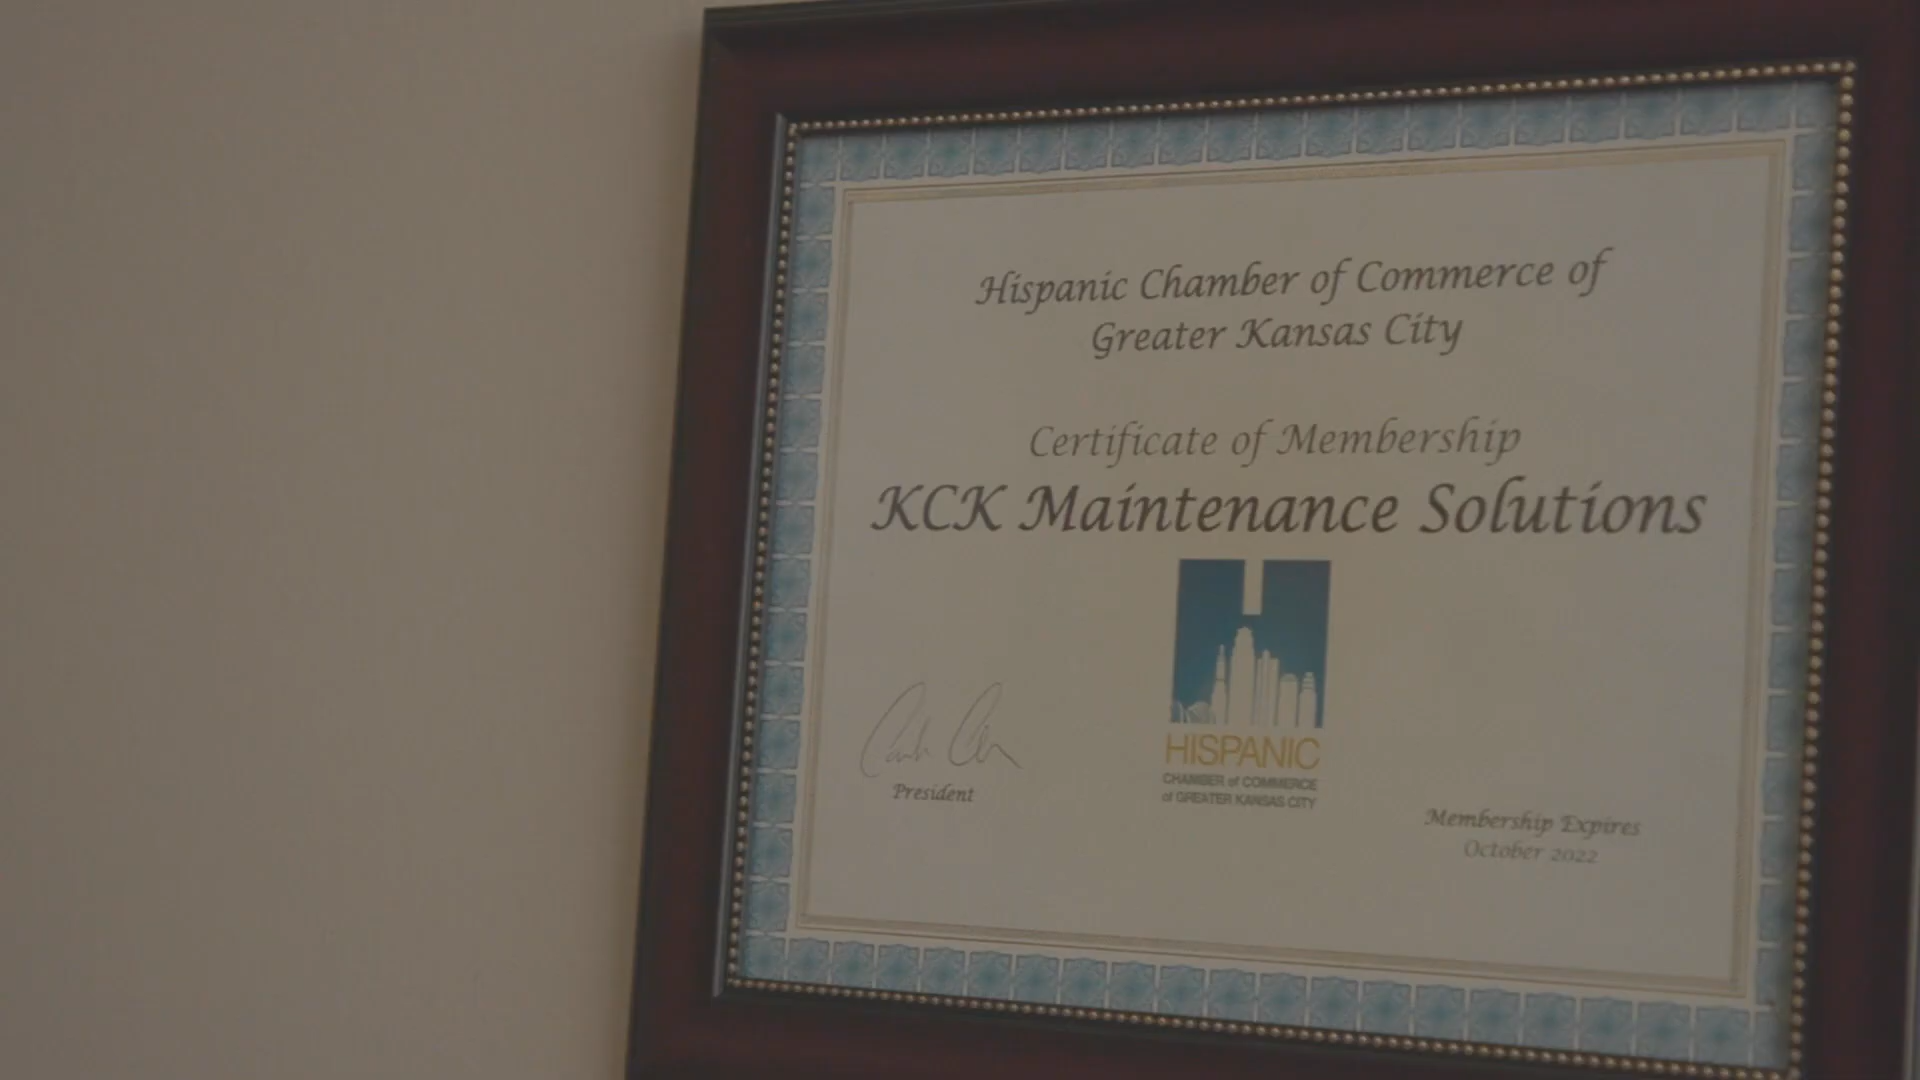 Hispanic Chamber of Commerce of
Greater Kansas City
Certificate of Membership
KCK Maintenance Solutions
HISPANIC
CHAMBER of COMMERCE
of GREATER KANSAS CITY
President
Membership Expires
October 2022